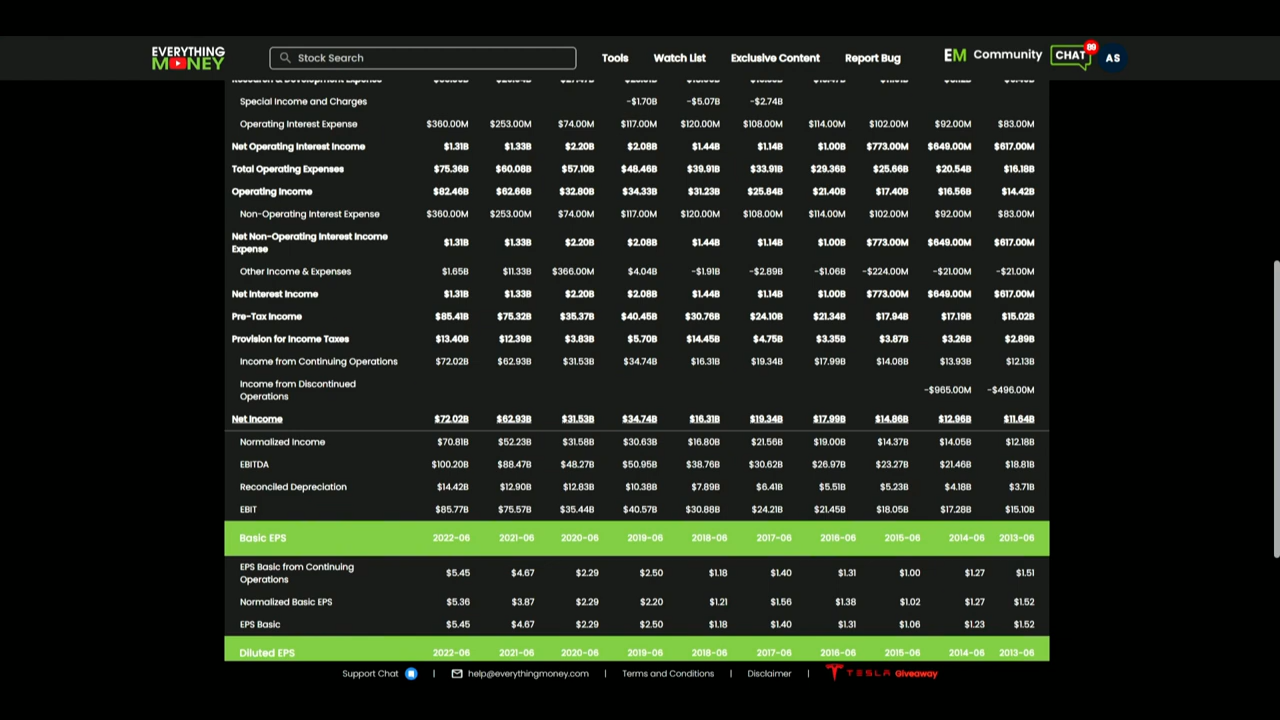 EVERYTHING MONEY
Stock Search
Tools Watch List Exclusive Content Report Bug
EM Community CHAT 89 AS
Special Income and Charges -$1.70B -$5.07B -$2.74B
Operating Interest Expense $360.00M $253.00M $74.00M $117.00M $120.00M $108.00M $114.00M $102.00M $92.00M $83.00M
Net Operating Interest Income $1.31B $1.33B $2.20B $2.08B $1.44B $1.14B $1.00B $773.00M $649.00M $617.00M
Total Operating Expenses $75.36B $60.08B $57.10B $48.46B $39.91B $33.91B $29.36B $25.66B $20.54B $16.18B
Operating Income $82.46B $62.66B $32.80B $34.33B $31.23B $25.84B $21.40B $17.40B $16.56B $14.42B
Non-Operating Interest Expense $360.00M $253.00M $74.00M $117.00M $120.00M $108.00M $114.00M $102.00M $92.00M $83.00M
Net Non-Operating Interest Income
Expense $1.31B $1.33B $2.20B $2.08B $1.44B $1.14B $1.00B $773.00M $649.00M $617.00M
Other Income & Expenses $1.65B $11.33B $366.00M $4.04B -$1.91B -$2.89B -$1.06B -$224.00M -$21.00M -$21.00M
Net Interest Income $1.31B $1.33B $2.20B $2.08B $1.44B $1.14B $1.00B $773.00M $649.00M $617.00M
Pre-Tax Income $85.41B $75.32B $35.37B $40.45B $30.76B $24.10B $21.34B $17.94B $17.19B $15.02B
Provision for Income Taxes $13.40B $12.39B $3.83B $5.70B $14.45B $4.75B $3.35B $3.87B $3.26B $2.89B
Income from Continuing Operations $72.02B $62.93B $31.53B $34.74B $16.31B $19.34B $17.99B $14.08B $13.93B $12.13B
Income from Discontinued
Operations -$965.00M -$496.00M
Net Income $72.02B $62.93B $31.53B $34.74B $16.31B $19.34B $17.99B $14.86B $12.96B $11.64B
Normalized Income $70.81B $52.23B $31.58B $30.63B $16.80B $21.56B $19.00B $14.37B $14.05B $12.18B
EBITDA $100.20B $88.47B $48.27B $50.95B $38.76B $30.62B $26.97B $23.27B $21.46B $18.81B
Reconciled Depreciation $14.42B $12.90B $12.83B $10.38B $7.89B $6.41B $5.51B $5.23B $4.18B $3.71B
EBIT $85.77B $75.57B $35.44B $40.57B $30.88B $24.21B $21.45B $18.05B $17.28B $15.10B
Basic EPS 2022-06 2021-06 2020-06 2019-06 2018-06 2017-06 2016-06 2015-06 2014-06 2013-06
EPS Basic from Continuing
Operations $5.45 $4.67 $2.29 $2.50 $1.18 $1.40 $1.31 $1.00 $1.27 $1.51
Normalized Basic EPS $5.36 $3.87 $2.29 $2.20 $1.21 $1.56 $1.38 $1.02 $1.27 $1.52
EPS Basic $5.45 $4.67 $2.29 $2.50 $1.18 $1.40 $1.31 $1.06 $1.23 $1.52
Diluted EPS 2022-06 2021-06 2020-06 2019-06 2018-06 2017-06 2016-06 2015-06 2014-06 2013-06
Support Chat | help@everythingmoney.com | Terms and Conditions | Disclaimer | TESLA Giveaway